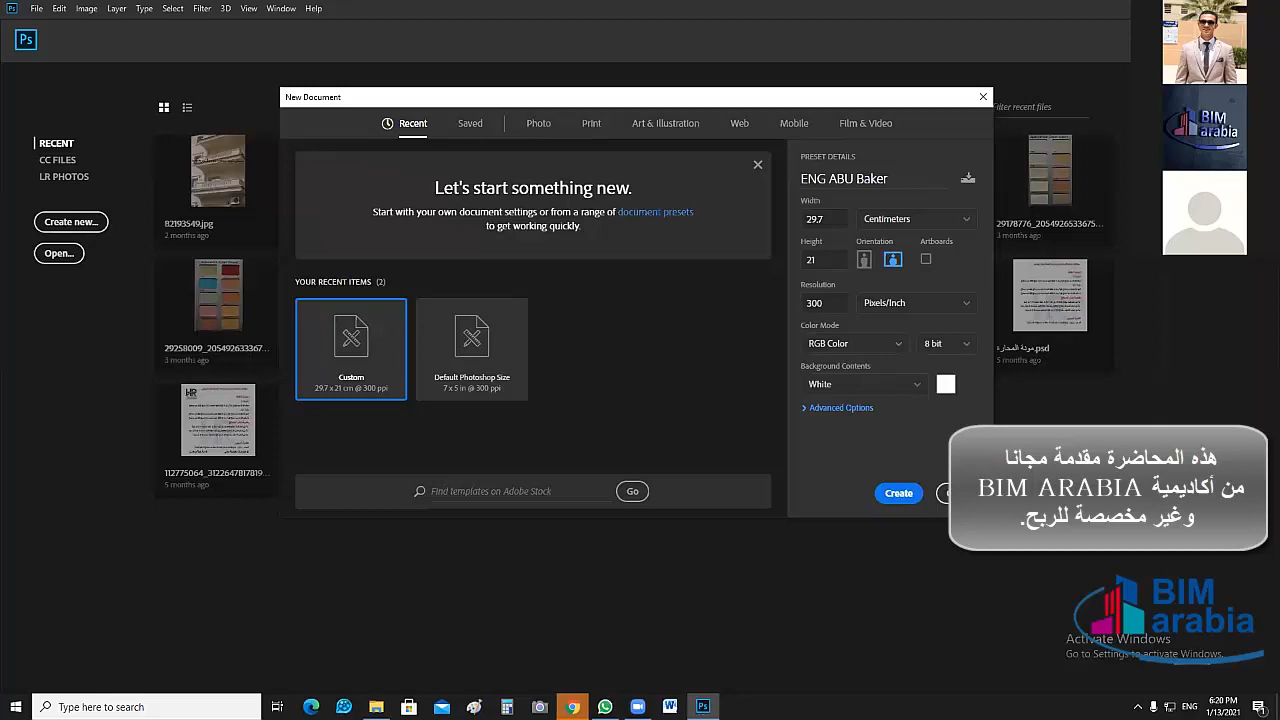 File Edit Image Layer Type Select Filter 3D View Window Help
Ps
New Document
Recent Saved Photo Print Art & Illustration Web Mobile Film & Video
RECENT
CC FILES
LR PHOTOS
Create new...
Open...
82193549.jpg
2 months ago
29258009_205492633367...
3 months ago
112775064_3122647817819...
5 months ago
Let's start something new.
Start with your own document settings or from a range of document presets
to get working quickly.
YOUR RECENT ITEMS (2)
Custom
29.7 x 21 cm @ 300 ppi
Default Photoshop Size
7 x 5 in @ 300 ppi
Find templates on Adobe Stock
Go
PRESET DETAILS
ENG ABU Baker
Width
29.7 Centimeters
Height Orientation Artboards
21
Resolution
300 Pixels/Inch
Color Mode
RGB Color 8 bit
Background Contents
White
Advanced Options
Create
Filter recent files
29178776_2054926533675...
3 months ago
مودة المحارة.psd
5 months ago
BIM
arabia
هذه المحاضرة مقدمة مجانا
من أكاديمية BIM ARABIA
وغير مخصصة للربح.
BIM
arabia
Activate Windows
Go to Settings to activate Windows.
Type here to search
ENG
6:20 PM
1/13/2021